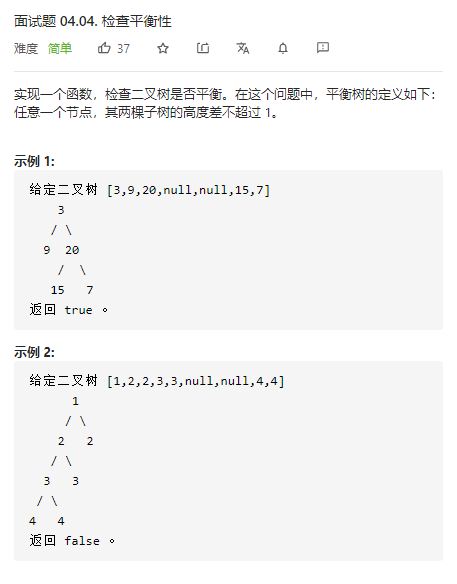 面试题 04.04. 检查平衡性
难度 简单 37
实现一个函数，检查二叉树是否平衡。在这个问题中，平衡树的定义如下：
任意一个节点，其两棵子树的高度差不超过 1。
示例 1:
给定二叉树 [3,9,20,null,null,15,7]
3
/ \
9 20
/ \
15 7
返回 true 。
示例 2:
给定二叉树 [1,2,2,3,3,null,null,4,4]
1
/ \
2 2
/ \
3 3
/ \
4 4
返回 false 。